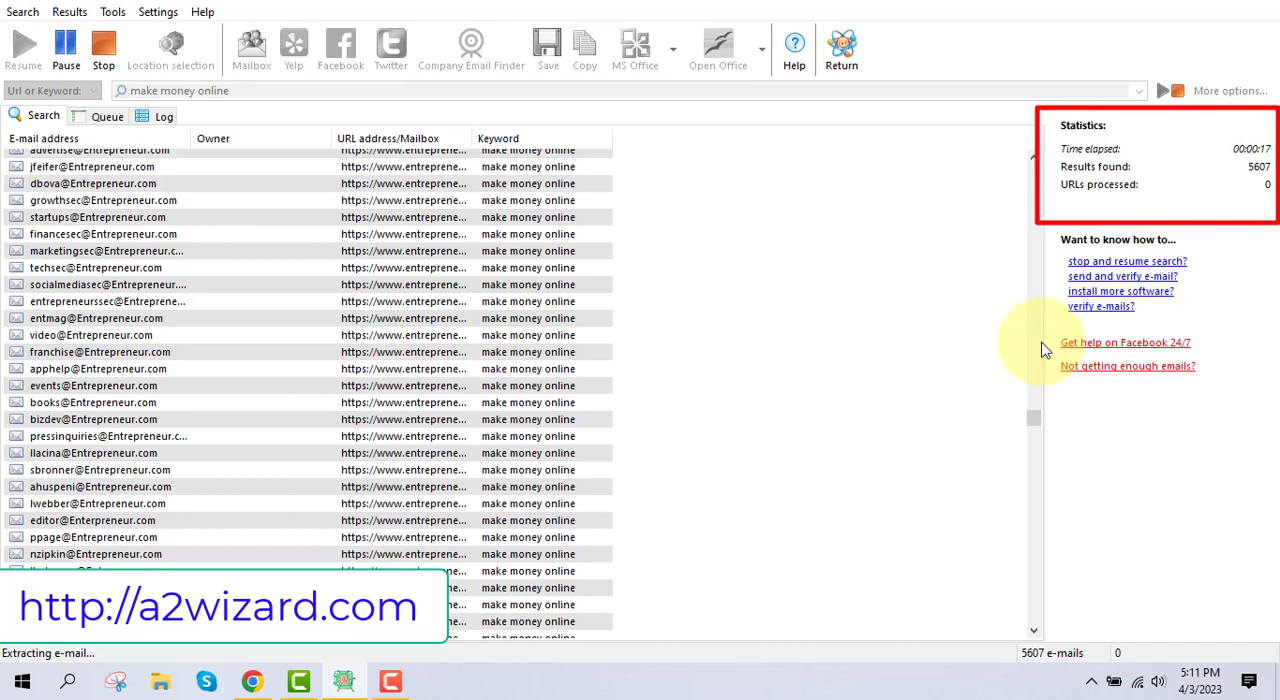 Search Results Tools Settings Help
Resume Pause Stop Location selection Mailbox Yelp Facebook Twitter Company Email Finder Save Copy MS Office Open Office Help Return
Url or Keyword: make money online More options...
Search Queue Log
E-mail address Owner URL address/Mailbox Keyword
advertise@Entrepreneur.com https://www.entreprene... make money online
jfeifer@Entrepreneur.com https://www.entreprene... make money online
dbova@Entrepreneur.com https://www.entreprene... make money online
growthsec@Entrepreneur.com https://www.entreprene... make money online
startups@Entrepreneur.com https://www.entreprene... make money online
financesec@Entrepreneur.com https://www.entreprene... make money online
marketingsec@Entrepreneur.c... https://www.entreprene... make money online
techsec@Entrepreneur.com https://www.entreprene... make money online
socialmediasec@Entrepreneur.... https://www.entreprene... make money online
entrepreneurssec@Entreprene... https://www.entreprene... make money online
entmag@Entrepreneur.com https://www.entreprene... make money online
video@Entrepreneur.com https://www.entreprene... make money online
franchise@Entrepreneur.com https://www.entreprene... make money online
apphelp@Entrepreneur.com https://www.entreprene... make money online
events@Entrepreneur.com https://www.entreprene... make money online
books@Entrepreneur.com https://www.entreprene... make money online
bizdev@Entrepreneur.com https://www.entreprene... make money online
pressinquiries@Entrepreneur.c... https://www.entreprene... make money online
llacina@Entrepreneur.com https://www.entreprene... make money online
sbronner@Entrepreneur.com https://www.entreprene... make money online
ahuspeni@Entrepreneur.com https://www.entreprene... make money online
lwebber@Entrepreneur.com https://www.entreprene... make money online
editor@Enterpreneur.com https://www.entreprene... make money online
ppage@Entrepreneur.com https://www.entreprene... make money online
nzipkin@Entrepreneur.com https://www.entreprene... make money online
make money online
make money online
make money online
make money online
Statistics:
Time elapsed: 00:00:17
Results found: 5607
URLs processed: 0
Want to know how to...
stop and resume search?
send and verify e-mail?
install more software?
verify e-mails?
Get help on Facebook 24/7
Not getting enough emails?
http://a2wizard.com
Extracting e-mail... 5607 e-mails 0
5:11 PM
4/3/2023